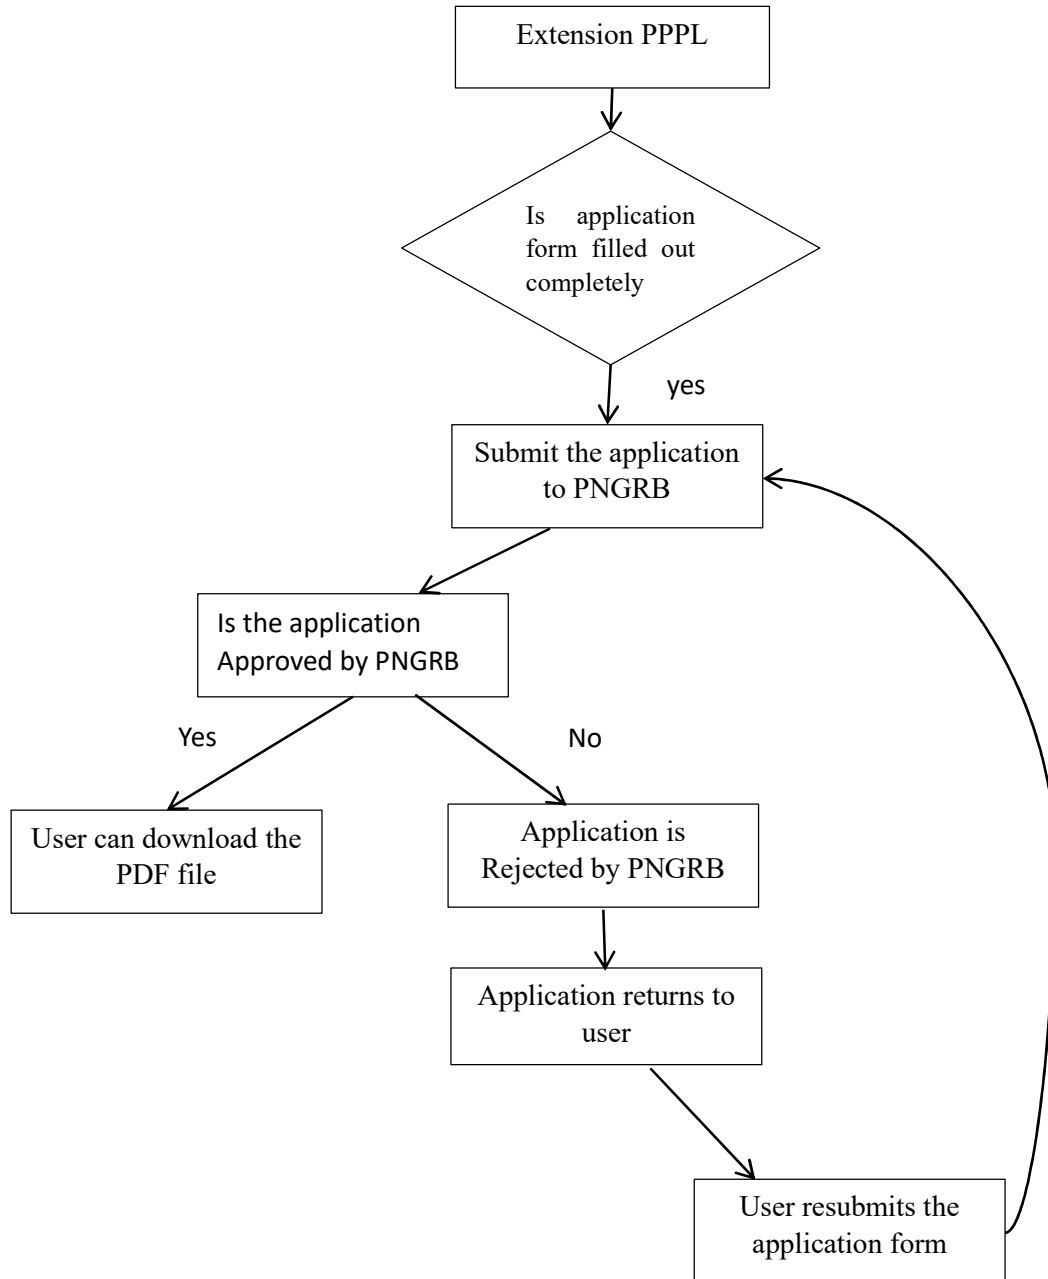 Extension PPPL
Is application
form filled out
completely
yes
Submit the application
to PNGRB
Is the application
Approved by PNGRB
Yes
No
User can download the
PDF file
Application is
Rejected by PNGRB
Application returns to
user
User resubmits the
application form